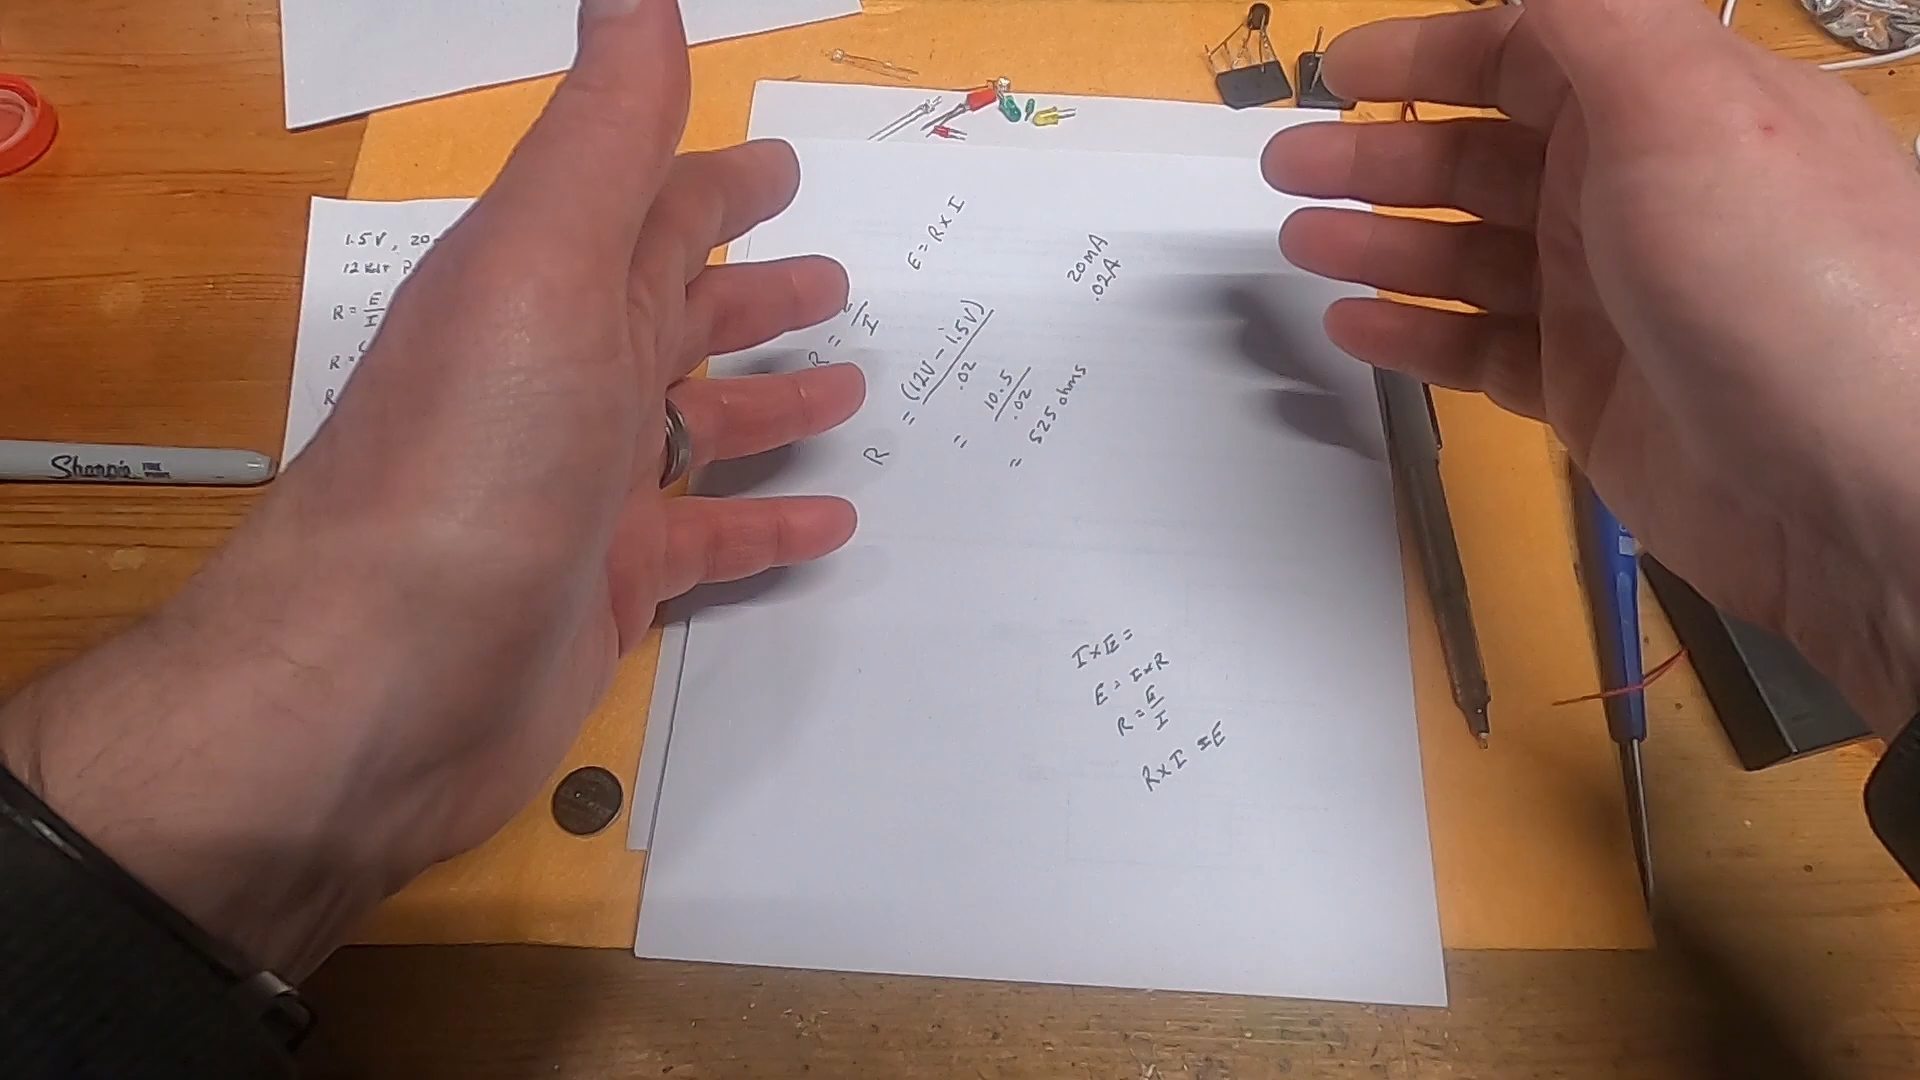 1.5V, 20
12 Volt
R = E/I
R =
R
Sharpie
E = R x I
20mA
.02A
R = /I
R = (12V - 1.5V)/.02
= 10.5/.02
= 525 ohms
I x E =
E = I x R
R = E/I
R x I = E